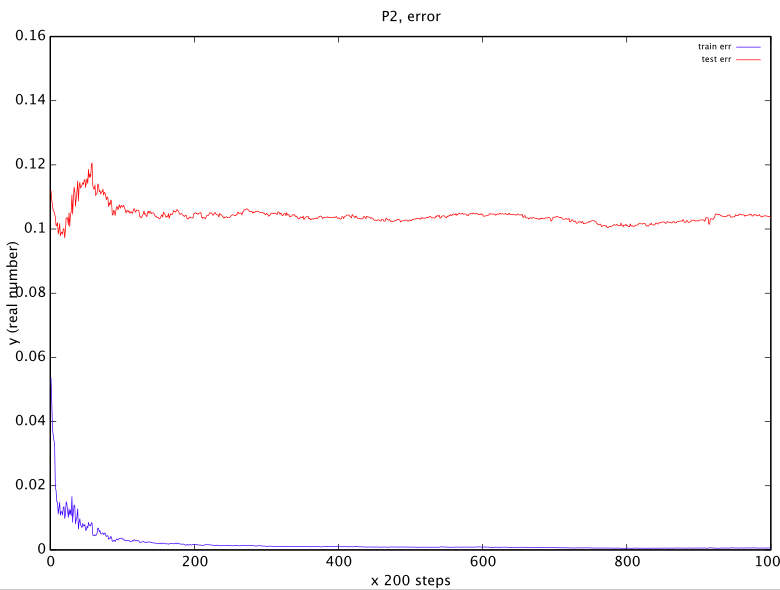 P2, error
0.16
train err
test err
0.14
0.12
0.1
y (real number)
0.08
0.06
0.04
0.02
0
0 200 400 600 800 100
x 200 steps